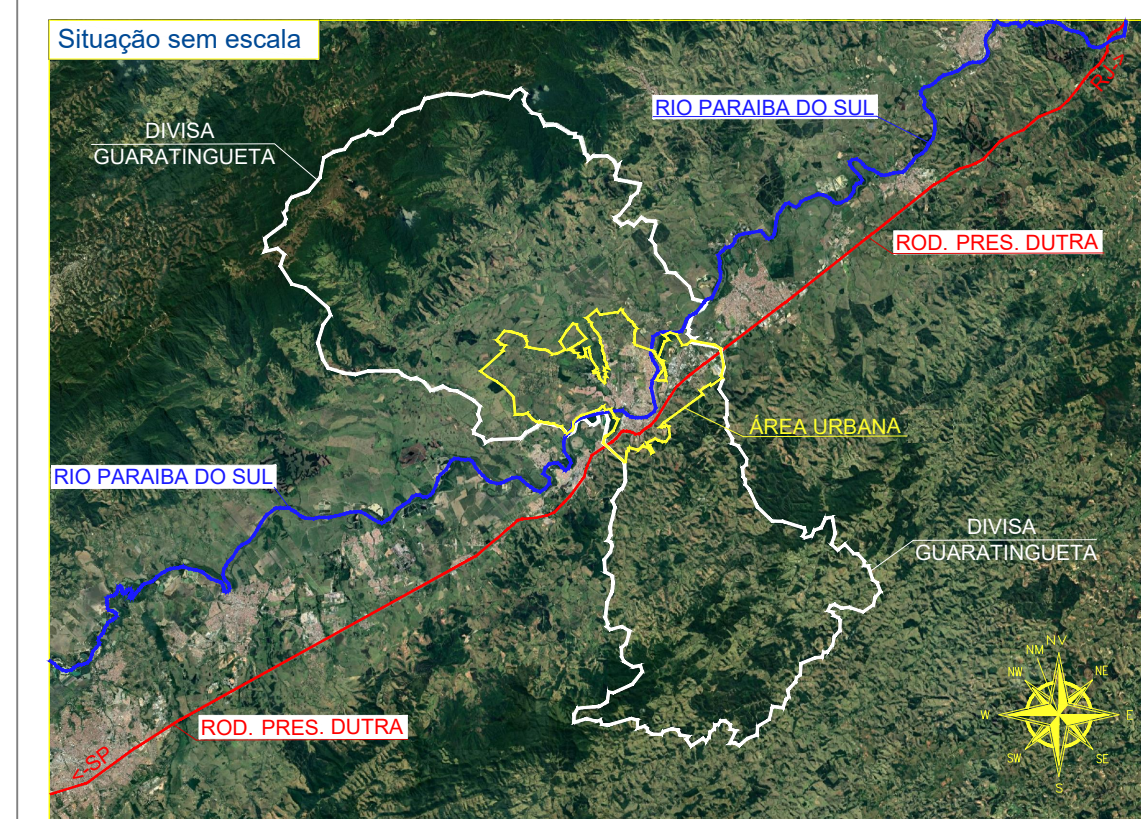 Situação sem escala
RJ->
RIO PARAIBA DO SUL
DIVISA
GUARATINGUETA
ROD. PRES. DUTRA
ÁREA URBANA
RIO PARAIBA DO SUL
DIVISA
GUARATINGUETA
ROD. PRES. DUTRA
<-SP
NV
NM
NW
NE
W
E
SW
SE
S